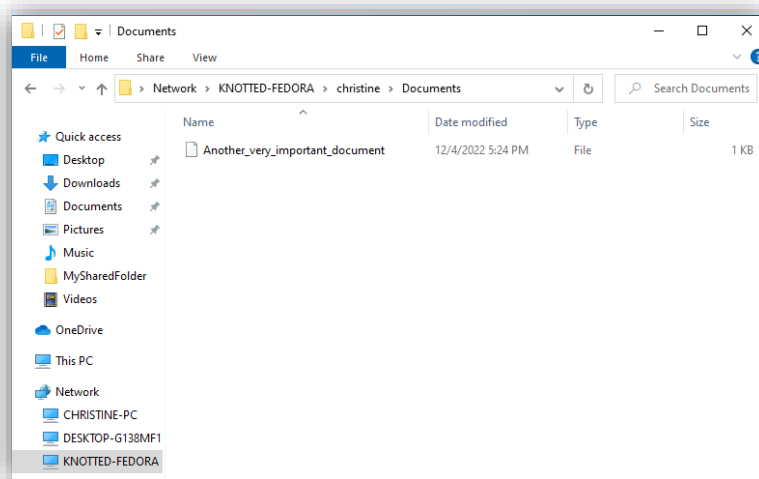 Documents
File Home Share View
Network > KNOTTED-FEDORA > christine > Documents
Search Documents
Name Date modified Type Size
Another_very_important_document 12/4/2022 5:24 PM File 1 KB
Quick access
Desktop
Downloads
Documents
Pictures
Music
MySharedFolder
Videos
OneDrive
This PC
Network
CHRISTINE-PC
DESKTOP-G138MF1
KNOTTED-FEDORA